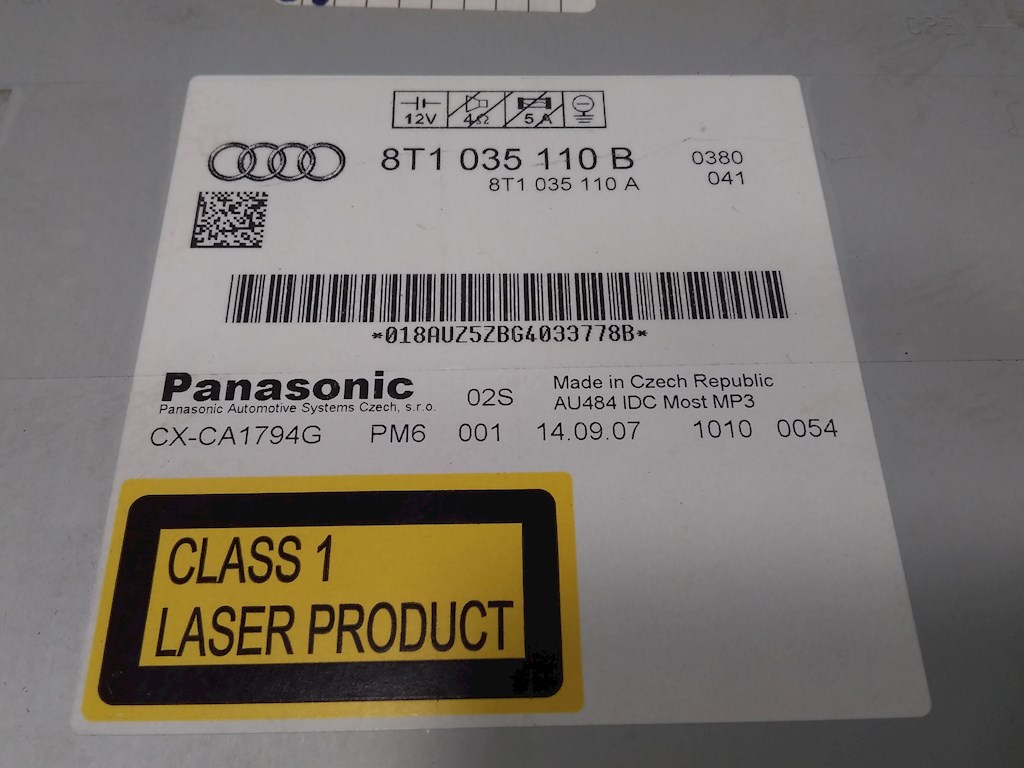 12V 4Ω 5A
8T1 035 110 B 0380
8T1 035 110 A 041
*018AUZ5ZBG4033778B*
Panasonic 02S Made in Czech Republic
Panasonic Automotive Systems Czech, s.r.o. AU484 IDC Most MP3
CX-CA1794G PM6 001 14.09.07 1010 0054
CLASS 1
LASER PRODUCT